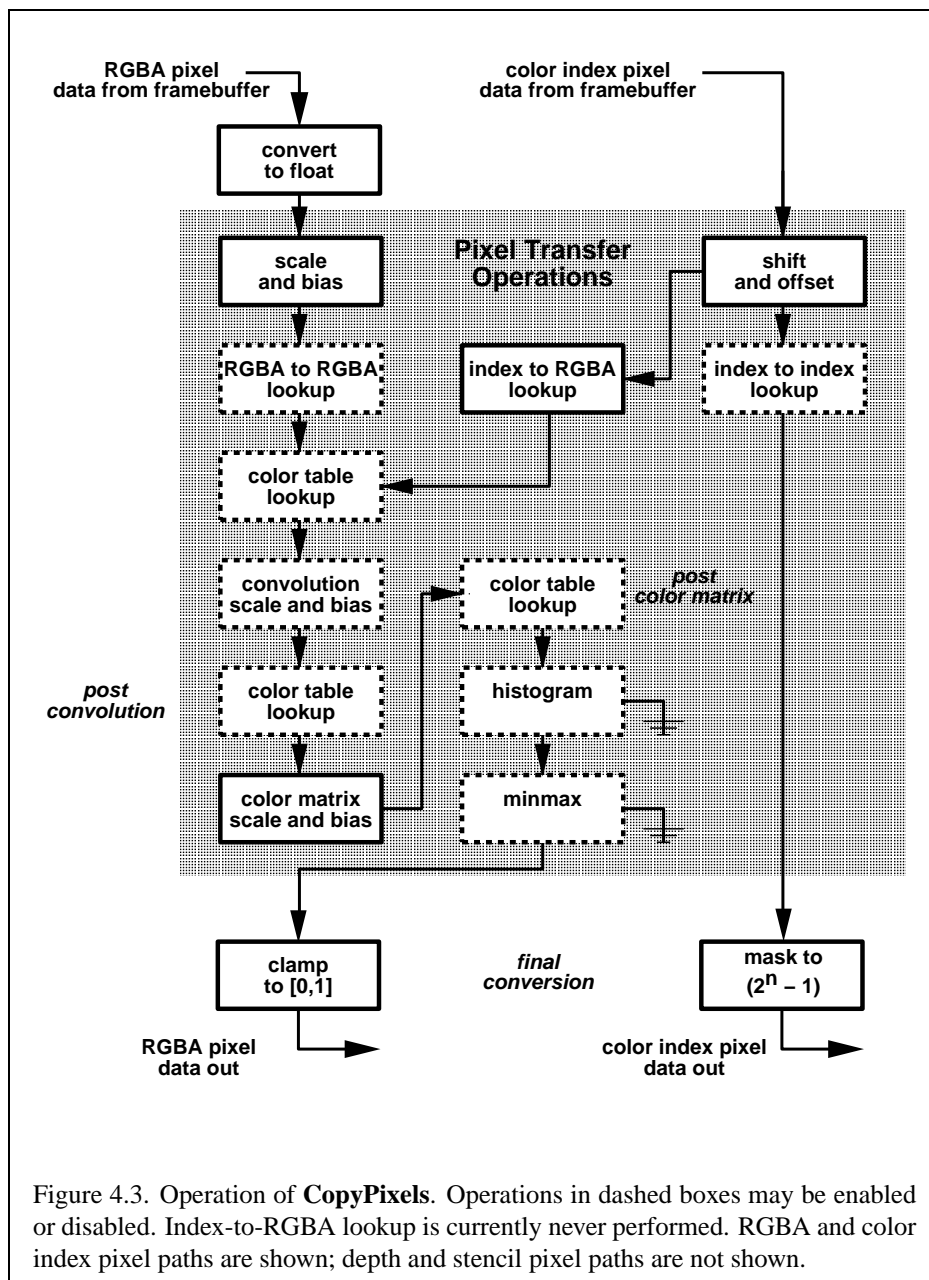 RGBA pixel
data from framebuffer
color index pixel
data from framebuffer
convert
to float
Pixel Transfer
Operations
scale
and bias
shift
and offset
RGBA to RGBA
lookup
index to RGBA
lookup
index to index
lookup
color table
lookup
convolution
scale and bias
color table
lookup
post
color matrix
post
convolution
color table
lookup
histogram
color matrix
scale and bias
minmax
clamp
to [0,1]
final
conversion
mask to
(2^n − 1)
RGBA pixel
data out
color index pixel
data out
Figure 4.3. Operation of CopyPixels. Operations in dashed boxes may be enabled
or disabled. Index-to-RGBA lookup is currently never performed. RGBA and color
index pixel paths are shown; depth and stencil pixel paths are not shown.